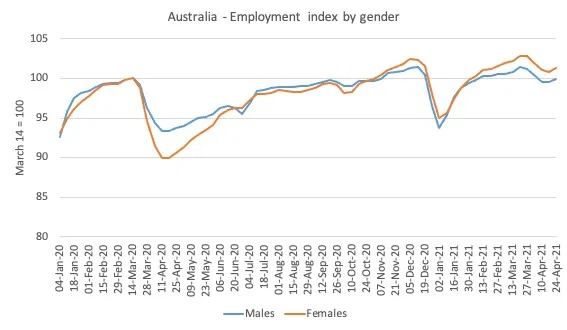 Australia - Employment index by gender
105
100
95
90
85
80
March 14 = 100
04-Jan-20
18-Jan-20
01-Feb-20
15-Feb-20
29-Feb-20
14-Mar-20
28-Mar-20
11-Apr-20
25-Apr-20
09-May-20
23-May-20
06-Jun-20
20-Jun-20
04-Jul-20
18-Jul-20
01-Aug-20
15-Aug-20
29-Aug-20
12-Sep-20
26-Sep-20
10-Oct-20
24-Oct-20
07-Nov-20
21-Nov-20
05-Dec-20
19-Dec-20
02-Jan-21
16-Jan-21
30-Jan-21
13-Feb-21
27-Feb-21
13-Mar-21
27-Mar-21
10-Apr-21
24-Apr-21
Males
Females